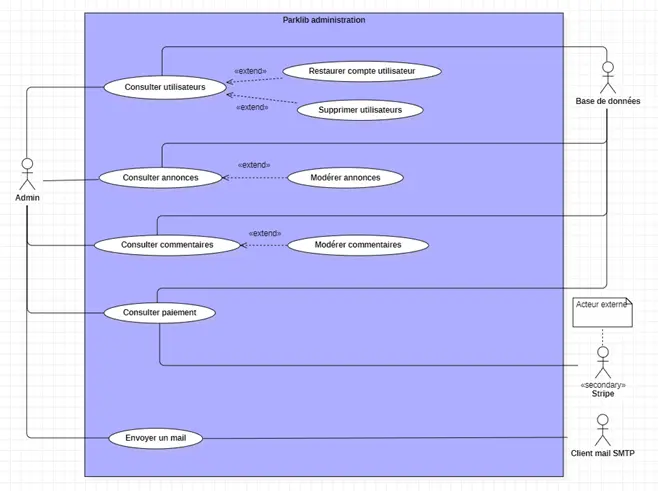 Parklib administration
«extend»
Restaurer compte utilisateur
Consulter utilisateurs
Base de données
«extend»
Supprimer utilisateurs
«extend»
Consulter annonces
Modérer annonces
Admin
«extend»
Consulter commentaires
Modérer commentaires
Acteur externe
Consulter paiement
«secondary»
Stripe
Envoyer un mail
Client mail SMTP